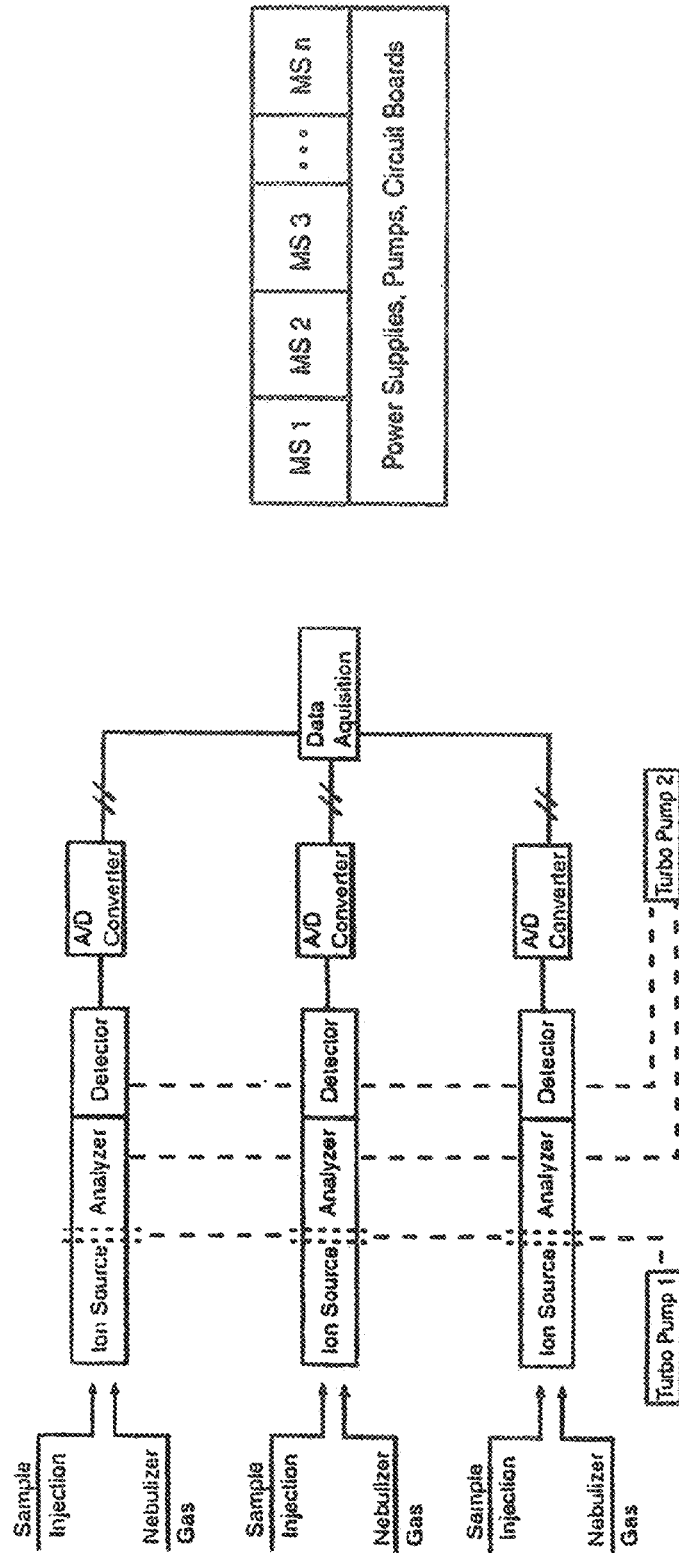 Sample
Injection
Nebulizer
Gas
Ion Source
Analyzer
Detector
A/D
Converter
Sample
Injection
Nebulizer
Gas
Ion Source
Analyzer
Detector
A/D
Converter
Data
Aquisition
Sample
Injection
Nebulizer
Gas
Ion Source
Analyzer
Detector
A/D
Converter
Turbo Pump 1
Turbo Pump 2
MS 1
MS 2
MS 3
•••
MS n
Power Supplies, Pumps, Circuit Boards